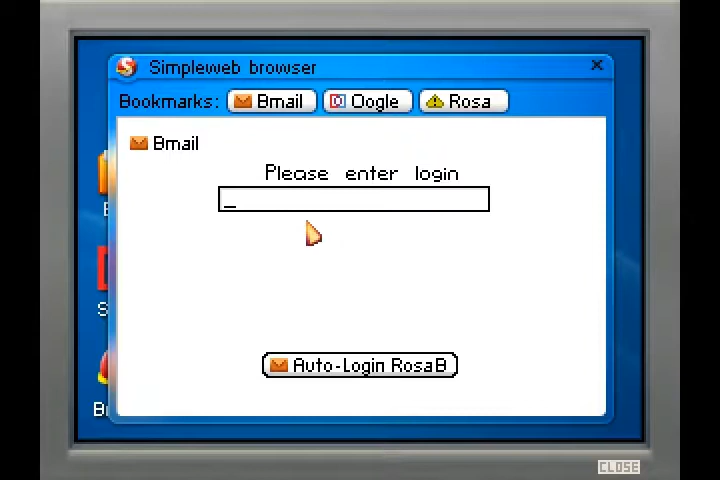 Simpleweb browser
Bookmarks: Bmail Oogle Rosa
Bmail
Please enter login
_
Auto-Login RosaB
CLOSE